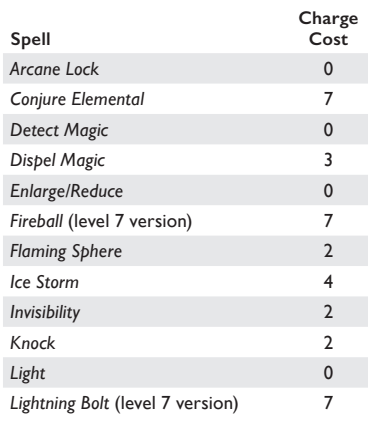 Spell Charge Cost
Arcane Lock 0
Conjure Elemental 7
Detect Magic 0
Dispel Magic 3
Enlarge/Reduce 0
Fireball (level 7 version) 7
Flaming Sphere 2
Ice Storm 4
Invisibility 2
Knock 2
Light 0
Lightning Bolt (level 7 version) 7